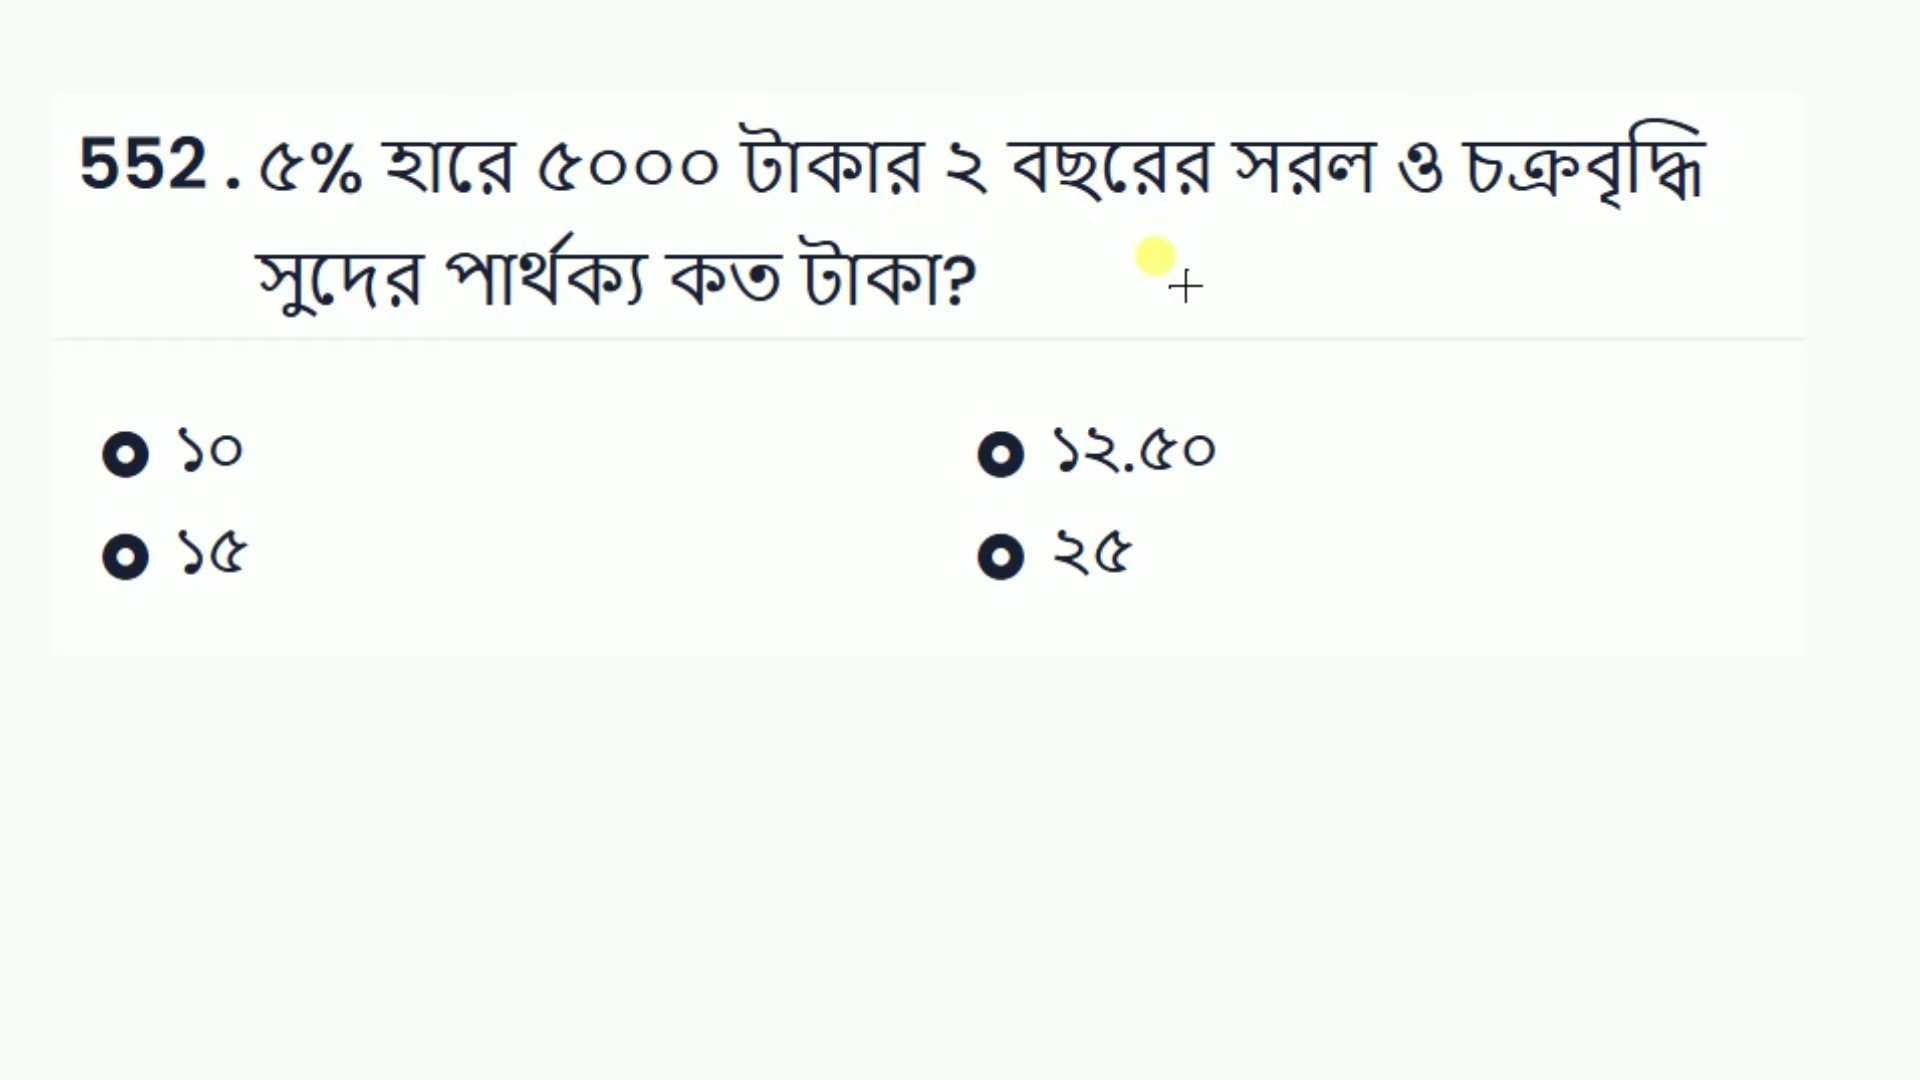 552 . ৫% হারে ৫০০০ টাকার ২ বছরের সরল ও চক্রবৃদ্ধি
সুদের পার্থক্য কত টাকা?
১০
১২.৫০
১৫
২৫